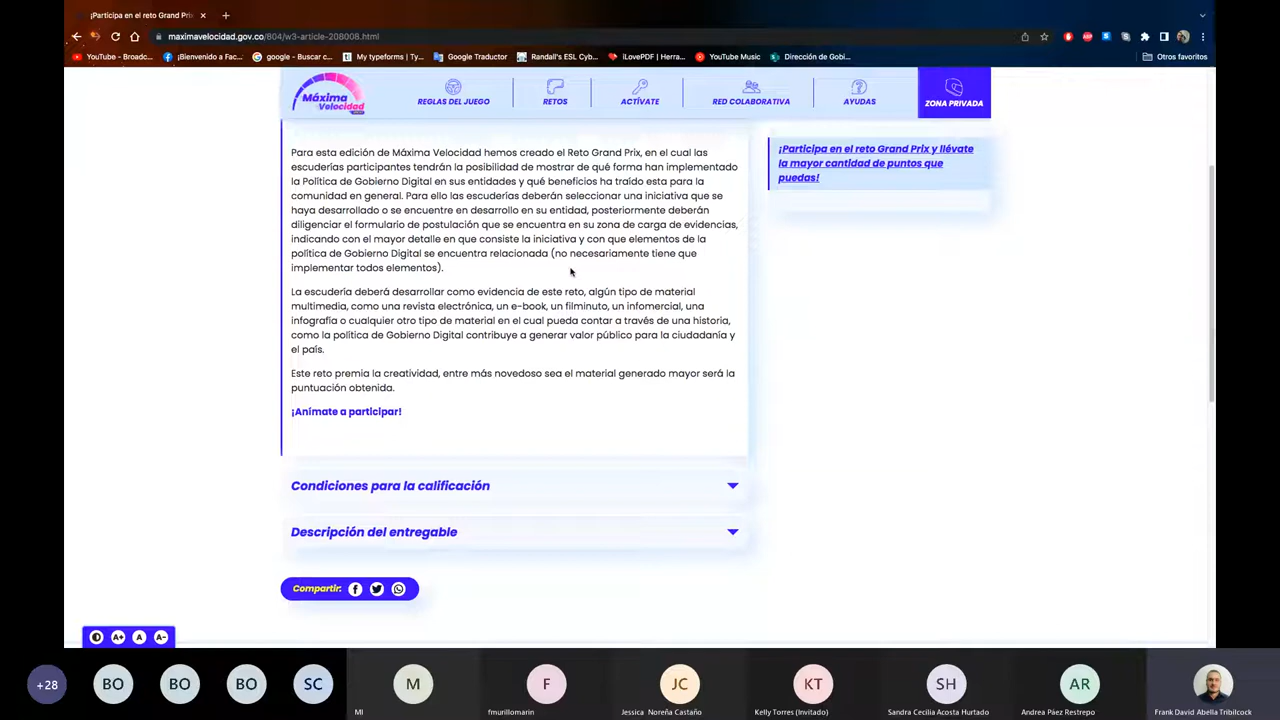 ¡Participa en el reto Grand Prix
maximavelocidad.gov.co/804/w3-article-208008.html
YouTube - Broadc...
¡Bienvenido a Fac...
google - Buscar c...
My typeforms | Ty...
Google Traductor
Randall's ESL Cyb...
iLovePDF | Herra...
YouTube Music
Dirección de Gobi...
Otros favoritos
Máxima
Velocidad
REGLAS DEL JUEGO
RETOS
ACTÍVATE
RED COLABORATIVA
AYUDAS
ZONA PRIVADA
Para esta edición de Máxima Velocidad hemos creado el Reto Grand Prix, en el cual las
escuderías participantes tendrán la posibilidad de mostrar de qué forma han implementado
la Política de Gobierno Digital en sus entidades y qué beneficios ha traído esta para la
comunidad en general. Para ello las escuderías deberán seleccionar una iniciativa que se
haya desarrollado o se encuentre en desarrollo en su entidad, posteriormente deberán
diligenciar el formulario de postulación que se encuentra en su zona de carga de evidencias,
indicando con el mayor detalle en que consiste la iniciativa y con que elementos de la
política de Gobierno Digital se encuentra relacionada (no necesariamente tiene que
implementar todos elementos).
La escudería deberá desarrollar como evidencia de este reto, algún tipo de material
multimedia, como una revista electrónica, un e-book, un filminuto, un infomercial, una
infografía o cualquier otro tipo de material en el cual pueda contar a través de una historia,
como la política de Gobierno Digital contribuye a generar valor público para la ciudadanía y
el país.
Este reto premia la creatividad, entre más novedoso sea el material generado mayor será la
puntuación obtenida.
¡Anímate a participar!
¡Participa en el reto Grand Prix y llévate
la mayor cantidad de puntos que
puedas!
Condiciones para la calificación
Descripción del entregable
Compartir:
A+
A
A-
+28
BO
BO
BO
SC
M
F
JC
KT
SH
AR
MI
fmurillomarin
Jessica Noreña Castaño
Kelly Torres (Invitado)
Sandra Cecilia Acosta Hurtado
Andrea Páez Restrepo
Frank David Abella Tribilcock